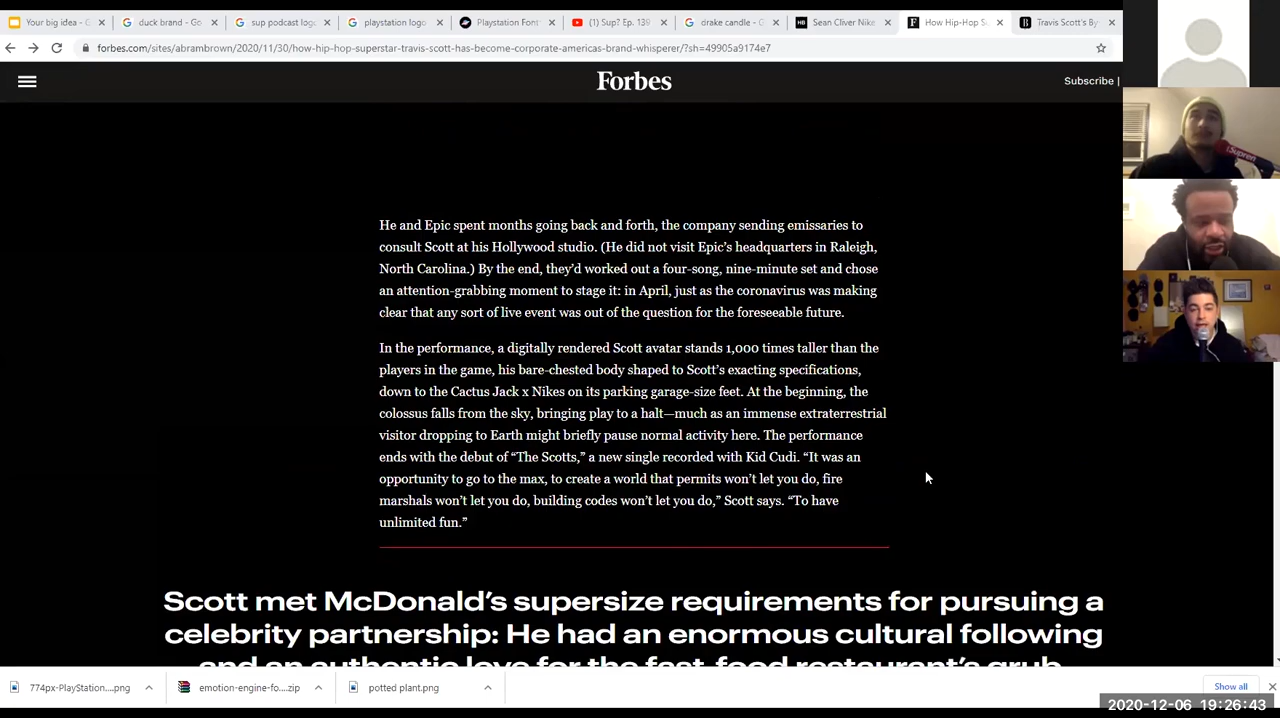 Your big idea - G
duck brand - Go
sup podcast log
playstation logo
Playstation Font
(1) Sup? Ep. 139
drake candle - G
Sean Cliver Nike
How Hip-Hop S
Travis Scott's By
forbes.com/sites/abrambrown/2020/11/30/how-hip-hop-superstar-travis-scott-has-become-corporate-americas-brand-whisperer/?sh=49905a9174e7
Forbes
Subscribe |
He and Epic spent months going back and forth, the company sending emissaries to
consult Scott at his Hollywood studio. (He did not visit Epic's headquarters in Raleigh,
North Carolina.) By the end, they'd worked out a four-song, nine-minute set and chose
an attention-grabbing moment to stage it: in April, just as the coronavirus was making
clear that any sort of live event was out of the question for the foreseeable future.
In the performance, a digitally rendered Scott avatar stands 1,000 times taller than the
players in the game, his bare-chested body shaped to Scott's exacting specifications,
down to the Cactus Jack x Nikes on its parking garage-size feet. At the beginning, the
colossus falls from the sky, bringing play to a halt—much as an immense extraterrestrial
visitor dropping to Earth might briefly pause normal activity here. The performance
ends with the debut of “The Scotts,” a new single recorded with Kid Cudi. “It was an
opportunity to go to the max, to create a world that permits won't let you do, fire
marshals won't let you do, building codes won't let you do,” Scott says. “To have
unlimited fun.”
Scott met McDonald's supersize requirements for pursuing a
celebrity partnership: He had an enormous cultural following
and an authentic love for the fast-food restaurant's grub
774px-PlayStation....png
emotion-engine-fo....zip
potted plant.png
Show all
2020-12-06 19:26:43